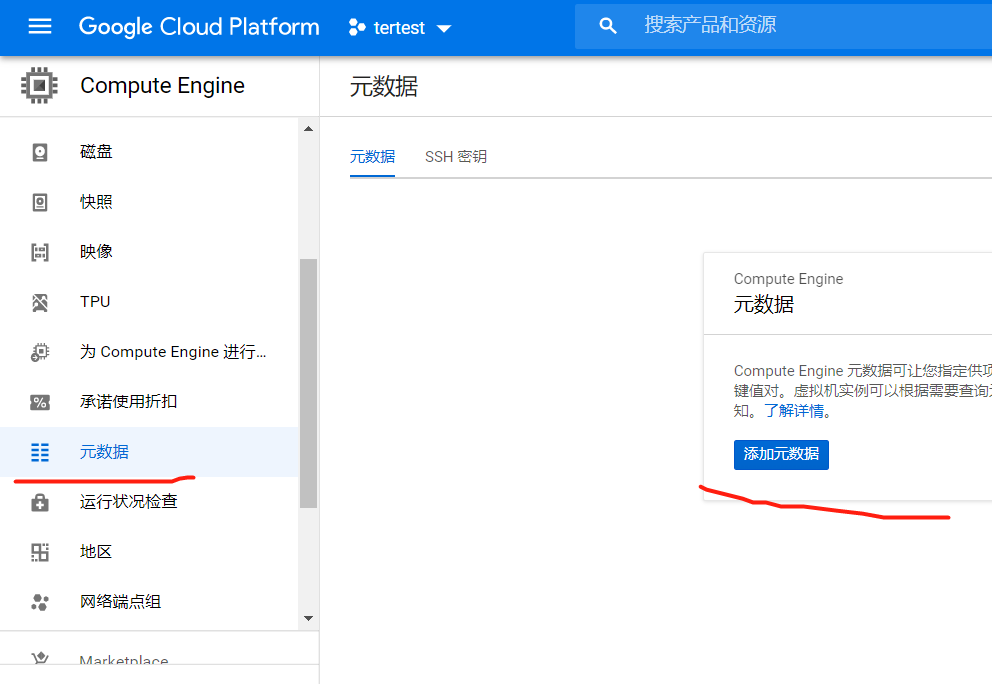 Google Cloud Platform
tertest
搜索产品和资源
Compute Engine
元数据
磁盘
快照
映像
TPU
为 Compute Engine 进行...
承诺使用折扣
元数据
运行状况检查
地区
网络端点组
Marketplace
元数据
SSH 密钥
Compute Engine
元数据
Compute Engine 元数据可让您指定供项
键值对。虚拟机实例可以根据需要查询
知。了解详情。
添加元数据